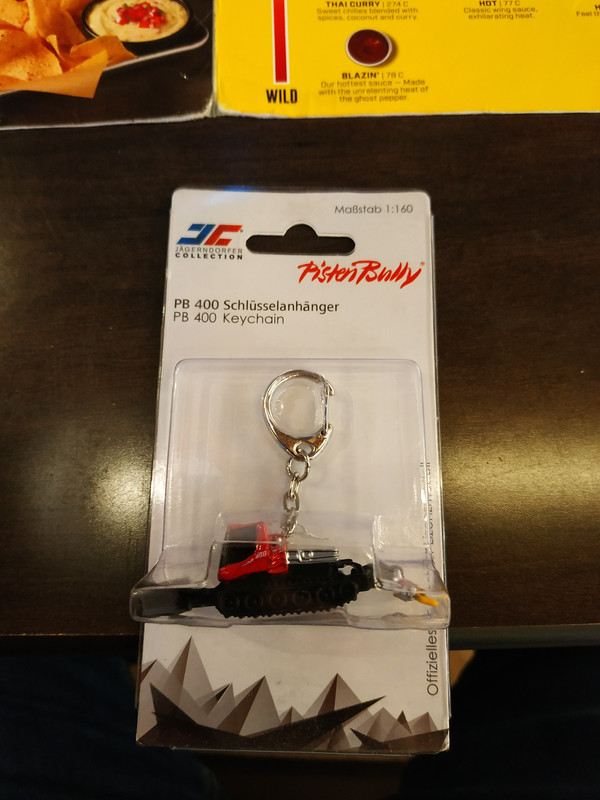 THAI CURRY | 274 C
Sweet chilies blended with
spices, coconut and curry.
HOT | 77 C
Classic wing sauce,
exhilarating heat.
BLAZIN' | 78 C
Our hottest sauce — Made
with the unrelenting heat of
the ghost pepper.
WILD
Maßstab 1:160
JC
JÄGERNDORFER
COLLECTION
PistenBully®
PB 400 Schlüsselanhänger
PB 400 Keychain
Offizielles